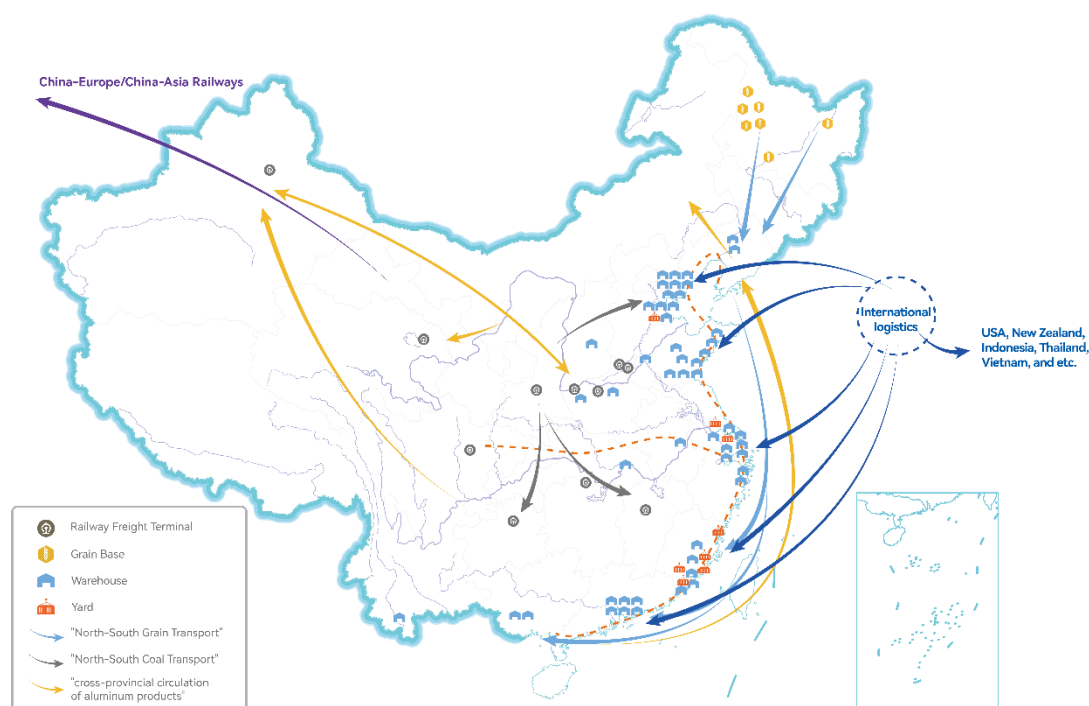 China-Europe/China-Asia Railways
International
logistics
USA, New Zealand,
Indonesia, Thailand,
Vietnam, and etc.
Railway Freight Terminal
Grain Base
Warehouse
Yard
"North-South Grain Transport"
"North-South Coal Transport"
"cross-provincial circulation
of aluminum products"